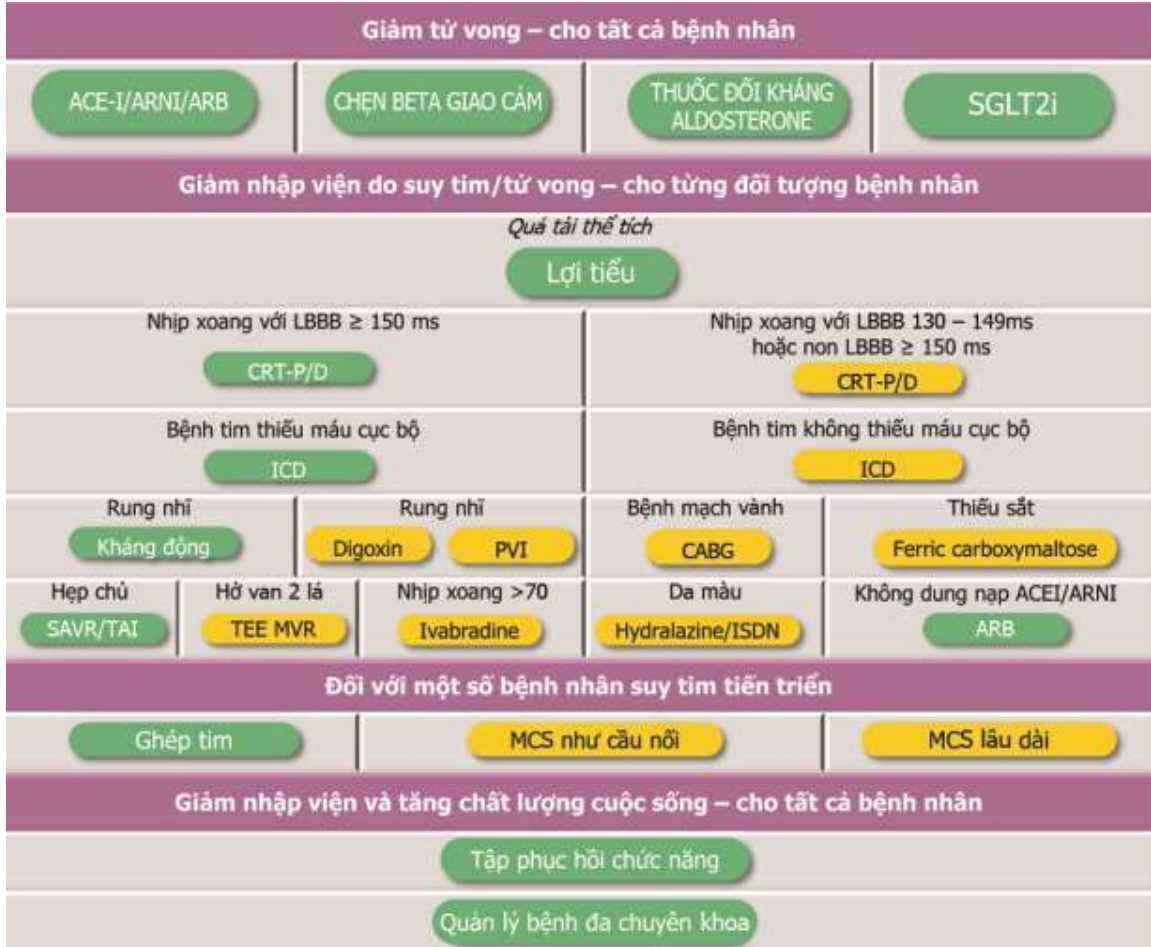 Giảm tử vong – cho tất cả bệnh nhân
ACE-I/ARNI/ARB
CHẸN BETA GIAO CẢM
THUỐC ĐỐI KHÁNG
ALDOSTERONE
SGLT2i
Giảm nhập viện do suy tim/tử vong – cho từng đối tượng bệnh nhân
Quá tải thể tích
Lợi tiểu
Nhịp xoang với LBBB ≥ 150 ms
CRT-P/D
Nhịp xoang với LBBB 130 – 149ms
hoặc non LBBB ≥ 150 ms
CRT-P/D
Bệnh tim thiếu máu cục bộ
ICD
Bệnh tim không thiếu máu cục bộ
ICD
Rung nhĩ
Kháng động
Rung nhĩ
Digoxin
PVI
Bệnh mạch vành
CABG
Thiếu sắt
Ferric carboxymaltose
Hẹp chủ
SAVR/TAI
Hở van 2 lá
TEE MVR
Nhịp xoang >70
Ivabradine
Da màu
Hydralazine/ISDN
Không dung nạp ACEI/ARNI
ARB
Đối với một số bệnh nhân suy tim tiến triển
Ghép tim
MCS như cầu nối
MCS lâu dài
Giảm nhập viện và tăng chất lượng cuộc sống – cho tất cả bệnh nhân
Tập phục hồi chức năng
Quản lý bệnh đa chuyên khoa